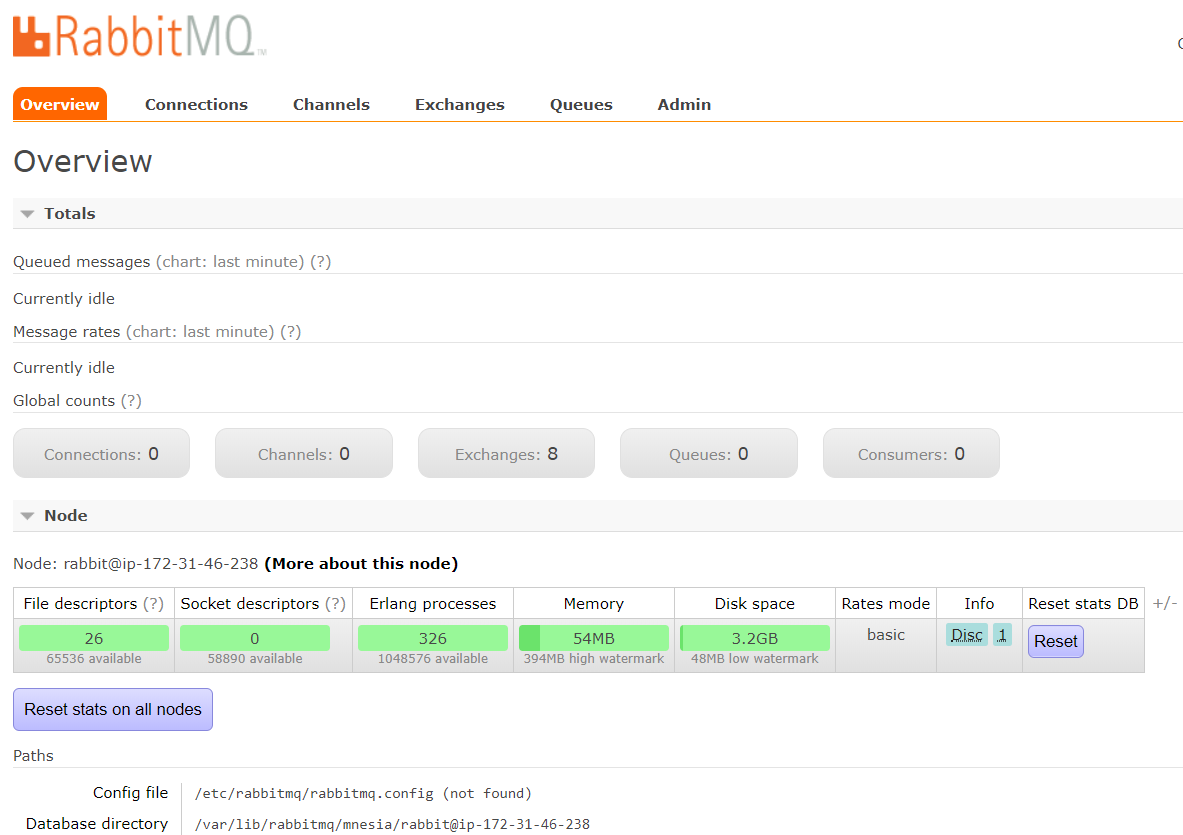 RabbitMQ™
Overview Connections Channels Exchanges Queues Admin
Overview
Totals
Queued messages (chart: last minute) (?)
Currently idle
Message rates (chart: last minute) (?)
Currently idle
Global counts (?)
Connections: 0 Channels: 0 Exchanges: 8 Queues: 0 Consumers: 0
Node
Node: rabbit@ip-172-31-46-238 (More about this node)
File descriptors (?) Socket descriptors (?) Erlang processes Memory Disk space Rates mode Info Reset stats DB +/-
26 0 326 54MB 3.2GB basic Disc 1 Reset
65536 available 58890 available 1048576 available 394MB high watermark 48MB low watermark
Reset stats on all nodes
Paths
Config file /etc/rabbitmq/rabbitmq.config (not found)
Database directory /var/lib/rabbitmq/mnesia/rabbit@ip-172-31-46-238